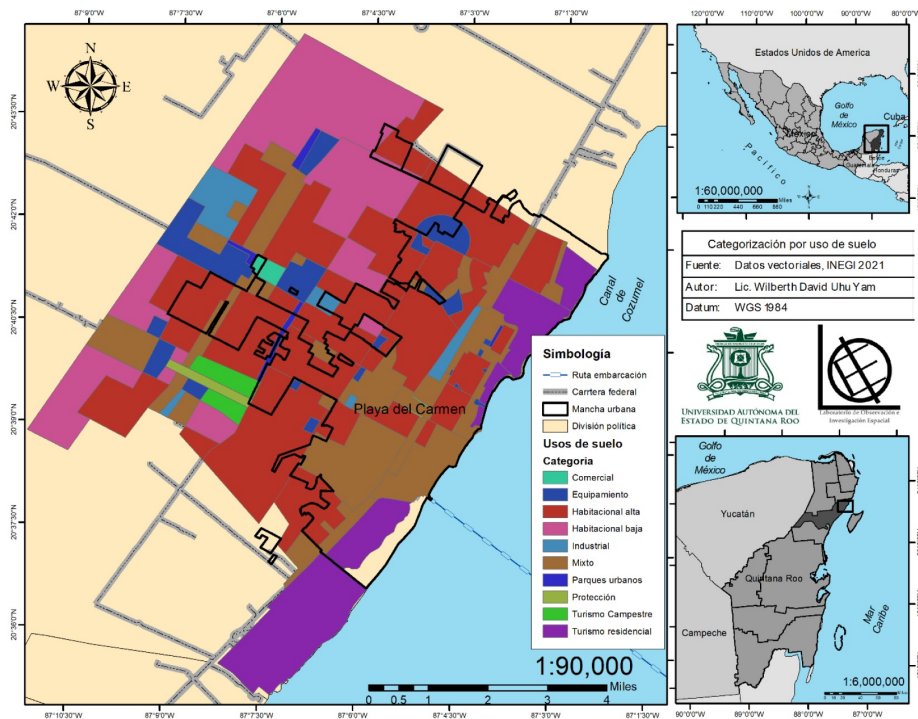 87°9'0"W
87°7'30"W
87°6'0"W
87°4'30"W
87°3'0"W
87°1'30"W
20°43'30"N
20°42'0"N
20°40'30"N
20°39'0"N
20°37'30"N
20°36'0"N
N
W
E
S
Canal
de
Cozumel
Playa del Carmen
Simbología
Ruta embarcación
Carrtera federal
Mancha urbana
División política
Usos de suelo
Categoria
Comercial
Equipamiento
Habitacional alta
Habitacional baja
Industrial
Mixto
Parques urbanos
Protección
Turismo Campestre
Turismo residencial
1:90,000
0 0.5 1 2 3 4
Miles
87°10'30"W
87°9'0"W
87°7'30"W
87°6'0"W
87°4'30"W
87°3'0"W
87°1'30"W
120°0'0"W
110°0'0"W
100°0'0"W
90°0'0"W
80°0'0"W
Estados Unidos de America
Golfo
de
México
Cuba
México
Pacífico
Honduras
1:60,000,000
Miles
0 110 220 440 660 880
Categorización por uso de suelo
Fuente: Datos vectoriales, INEGI 2021
Autor: Lic. Wilberth David Uhu Yam
Datum: WGS 1984
UNIVERSIDAD AUTÓNOMA DEL
ESTADO DE QUINTANA ROO
Laboratorio de Observación e
Investigación Espacial
Golfo
de
México
Yucatán
Quintana Roo
Campeche
Mar
Caribe
1:6,000,000
Miles
90°0'0"W
89°0'0"W
88°0'0"W
87°0'0"W